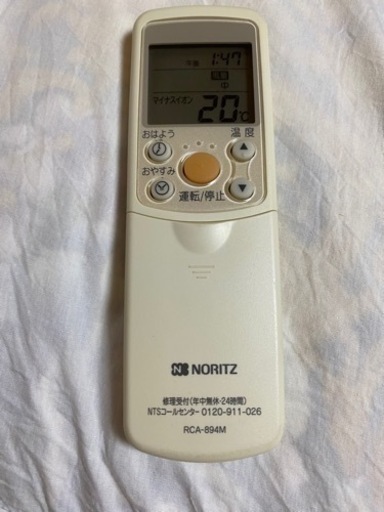 午後 1:47
マイナスイオン 20℃
おはよう 温度
おやすみ
運転/停止
NORITZ
修理受付(年中無休・24時間)
NTSコールセンター 0120-911-026
RCA-894M